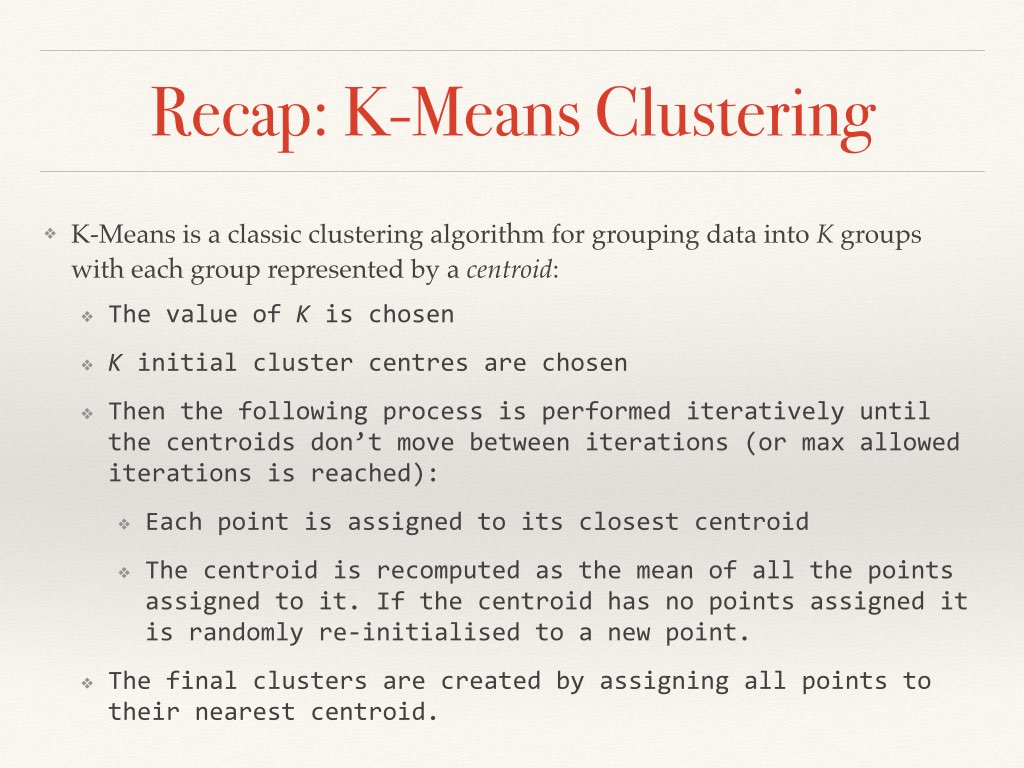 Recap: K-Means Clustering
❖ K-Means is a classic clustering algorithm for grouping data into K groups
with each group represented by a centroid:
❖ The value of K is chosen
❖ K initial cluster centres are chosen
❖ Then the following process is performed iteratively until
the centroids don’t move between iterations (or max allowed
iterations is reached):
❖ Each point is assigned to its closest centroid
❖ The centroid is recomputed as the mean of all the points
assigned to it. If the centroid has no points assigned it
is randomly re-initialised to a new point.
❖ The final clusters are created by assigning all points to
their nearest centroid.